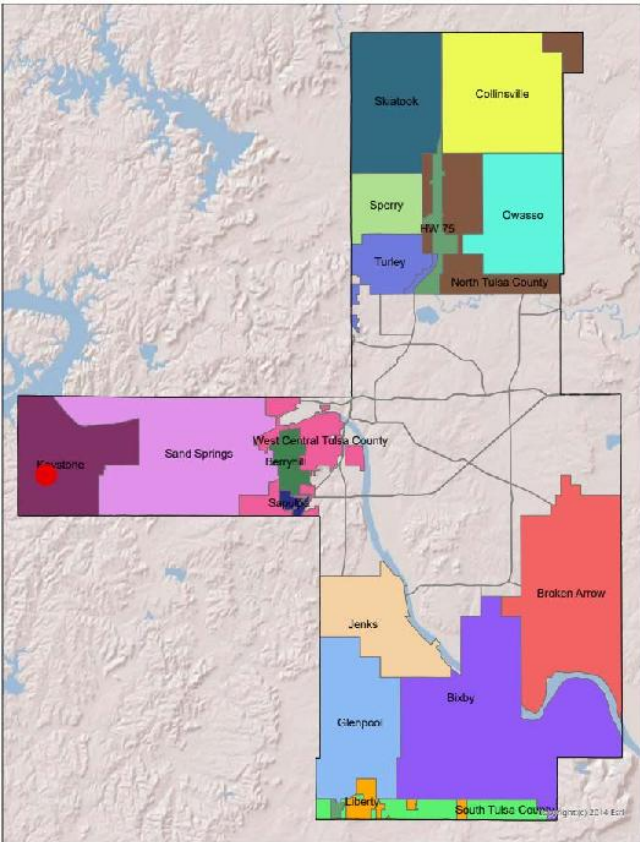 Skiatook
Collinsville
Sperry
Owasso
HW 75
Turley
North Tulsa County
West Central Tulsa County
Sand Springs
Berryhill
Keystone
Sapulpa
Broken Arrow
Jenks
Bixby
Glenpool
Liberty
South Tulsa County
Copyright:(c) 2014 Esri